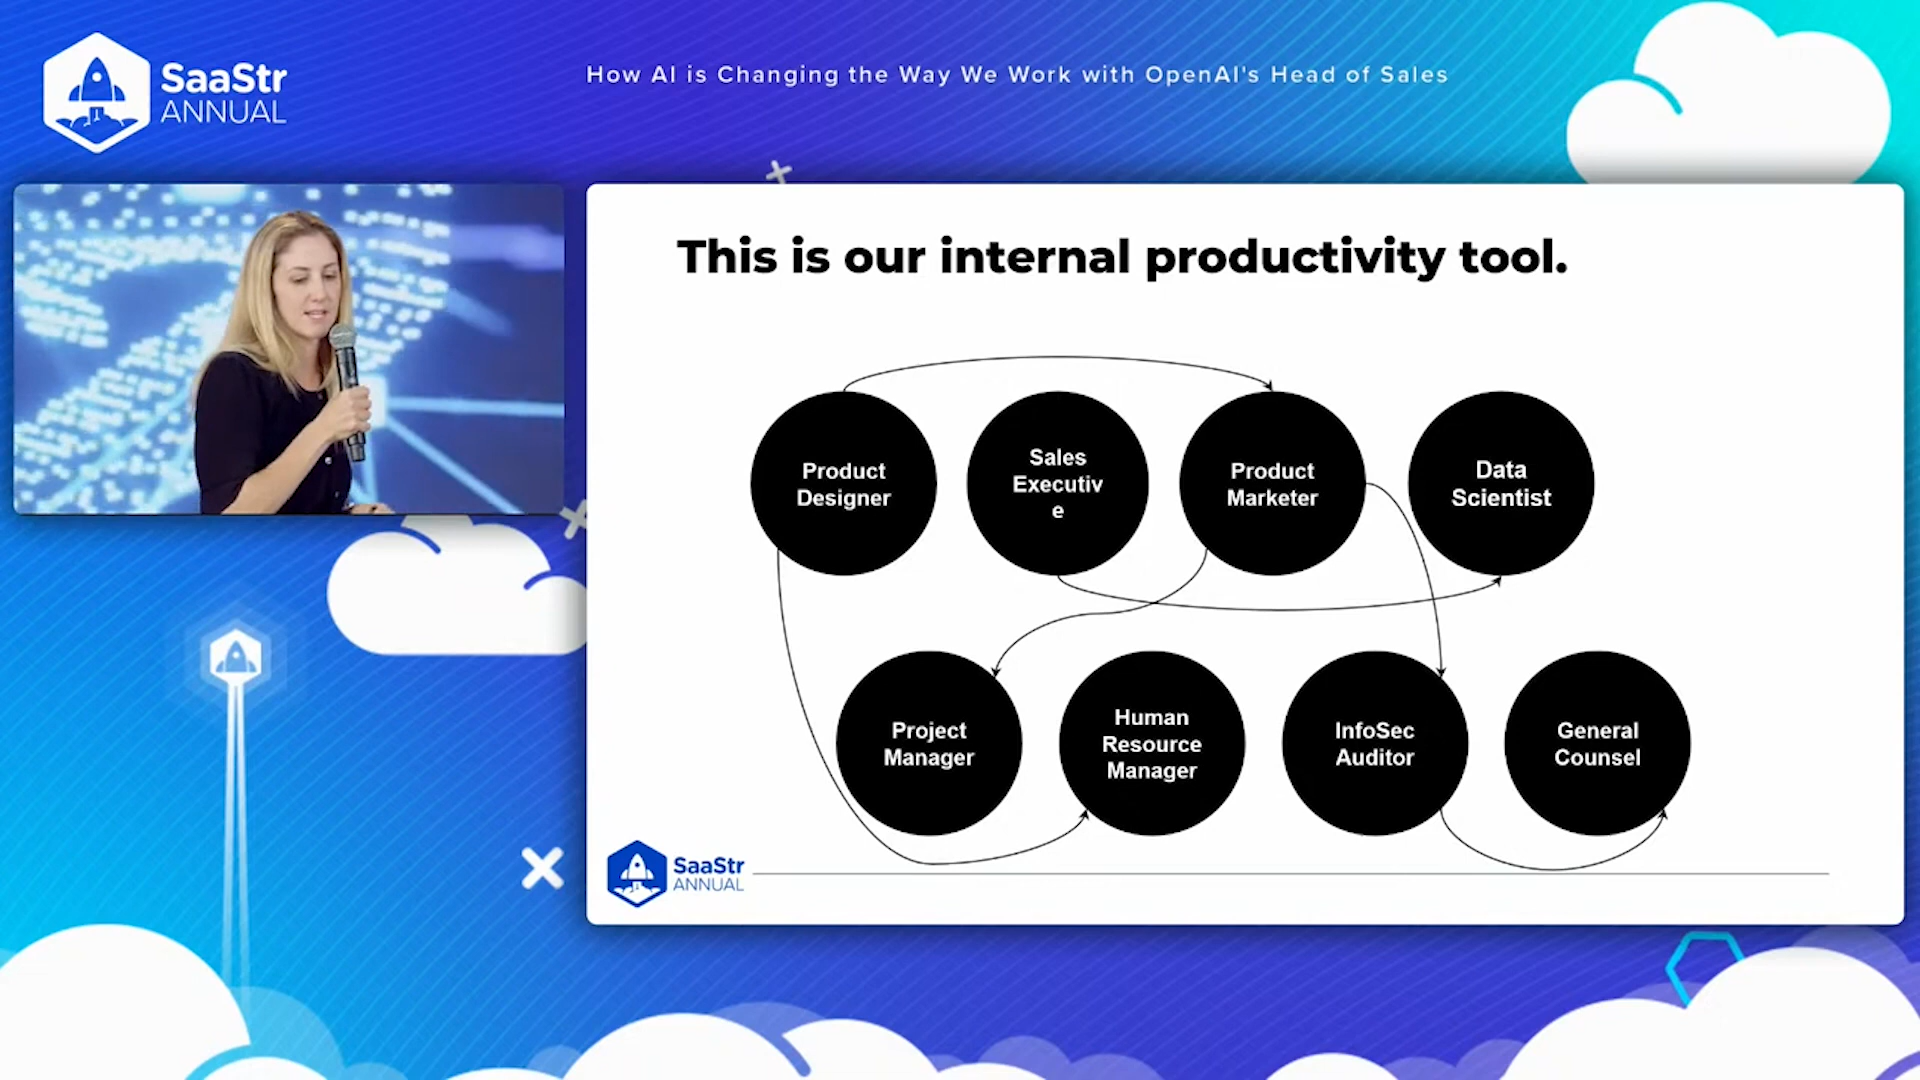 SaaStr
ANNUAL
How AI is Changing the Way We Work with OpenAI's Head of Sales
This is our internal productivity tool.
Product
Designer
Sales
Executiv
e
Product
Marketer
Data
Scientist
Project
Manager
Human
Resource
Manager
InfoSec
Auditor
General
Counsel
SaaStr
ANNUAL